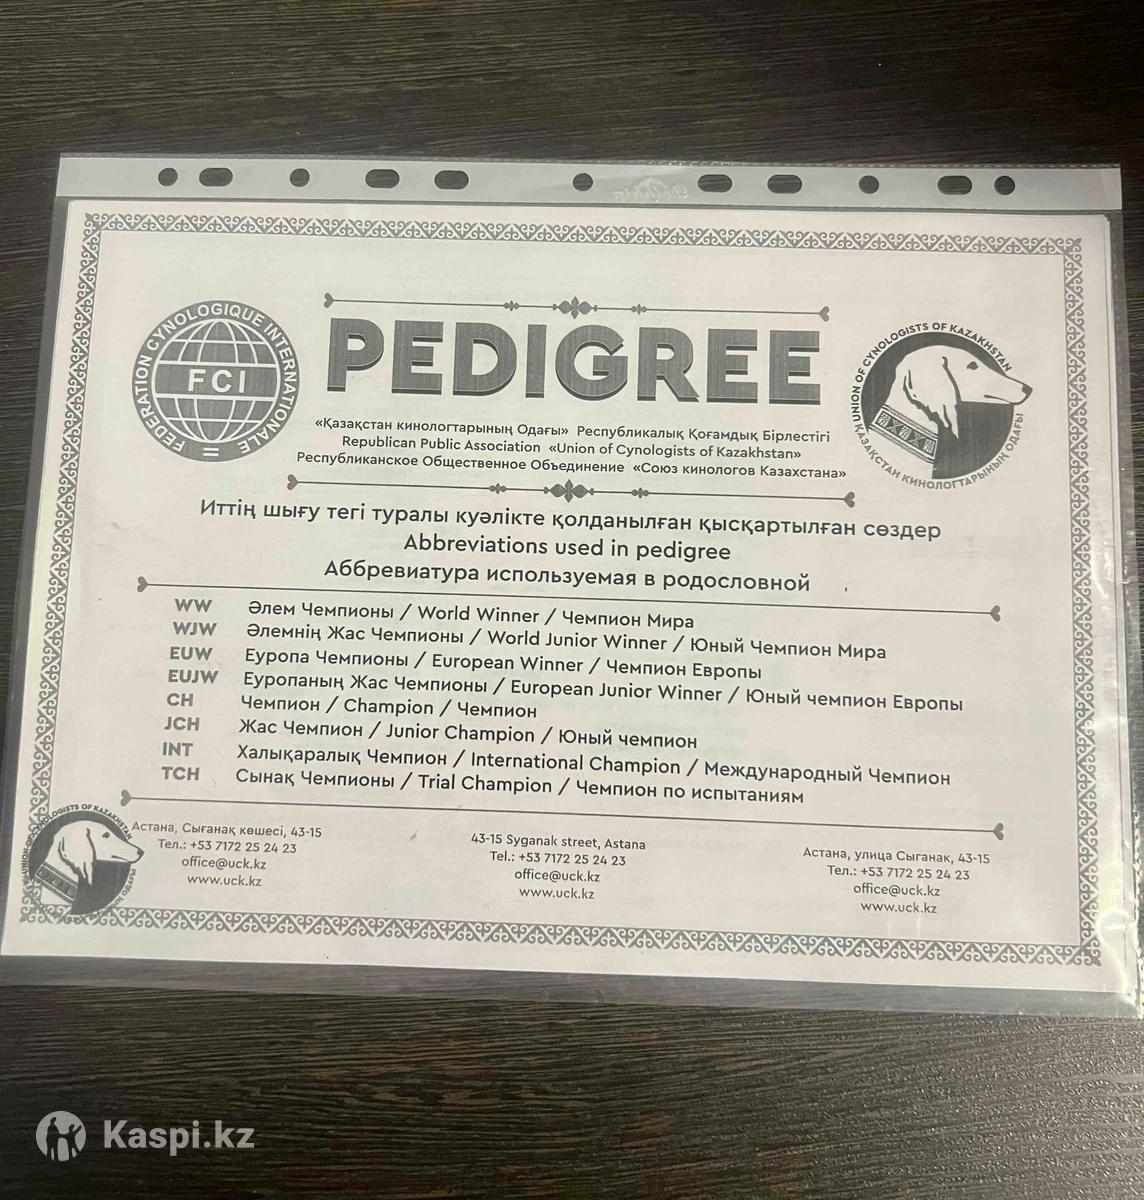 PEDIGREE
FEDERATION CYNOLOGIQUE INTERNATIONALE
FCI
UNION OF CYNOLOGISTS OF KAZAKHSTAN
ҚАЗАҚСТАН КИНОЛОГТАРЫНЫҢ ОДАҒЫ
«Қазақстан кинологтарының Одағы» Республикалық Қоғамдық Бірлестігі
Republican Public Association «Union of Cynologists of Kazakhstan»
Республиканское Общественное Объединение «Союз кинологов Казахстана»
Иттің шығу тегі туралы куәлікте қолданылған қысқартылған сөздер
Abbreviations used in pedigree
Аббревиатура используемая в родословной
WW Әлем Чемпионы / World Winner / Чемпион Мира
WJW Әлемнің Жас Чемпионы / World Junior Winner / Юный Чемпион Мира
EUW Еуропа Чемпионы / European Winner / Чемпион Европы
EUJW Еуропаның Жас Чемпионы / European Junior Winner / Юный чемпион Европы
CH Чемпион / Champion / Чемпион
JCH Жас Чемпион / Junior Champion / Юный чемпион
INT Халықаралық Чемпион / International Champion / Международный Чемпион
TCH Сынақ Чемпионы / Trial Champion / Чемпион по испытаниям
UNION OF CYNOLOGISTS OF KAZAKHSTAN
Астана, Сығанақ көшесі, 43-15
Тел.: +53 7172 25 24 23
office@uck.kz
www.uck.kz
43-15 Syganak street, Astana
Tel.: +53 7172 25 24 23
office@uck.kz
www.uck.kz
Астана, улица Сыганак, 43-15
Тел.: +53 7172 25 24 23
office@uck.kz
www.uck.kz
Kaspi.kz